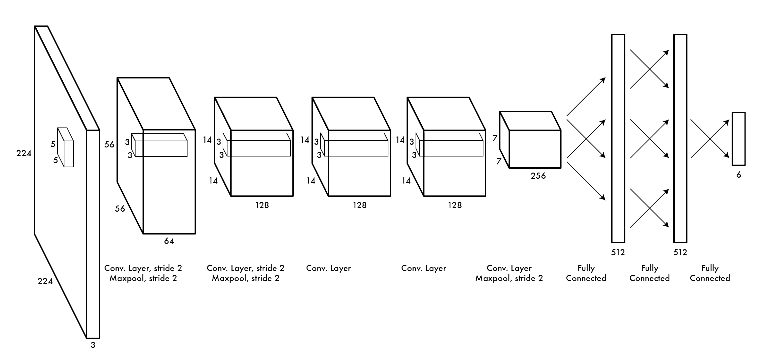 5
5
224
224
3
56
3
3
56
64
14
3
3
14
128
14
3
3
14
128
14
3
3
14
128
7
7
256
512
512
6
Conv. Layer, stride 2
Maxpool, stride 2
Conv. Layer, stride 2
Maxpool, stride 2
Conv. Layer
Conv. Layer
Conv. Layer
Maxpool, stride 2
Fully
Connected
Fully
Connected
Fully
Connected